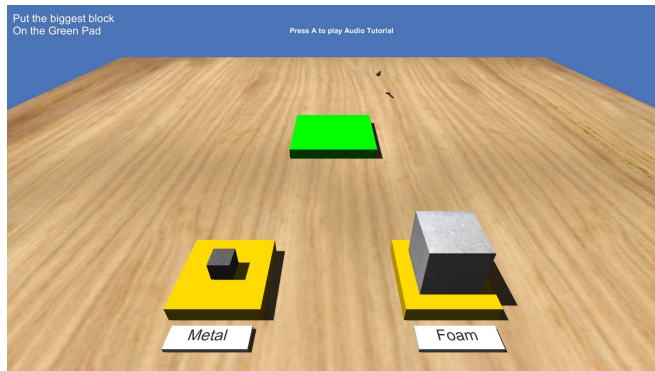 Put the biggest block
On the Green Pad
Press A to play Audio Tutorial
Metal
Foam